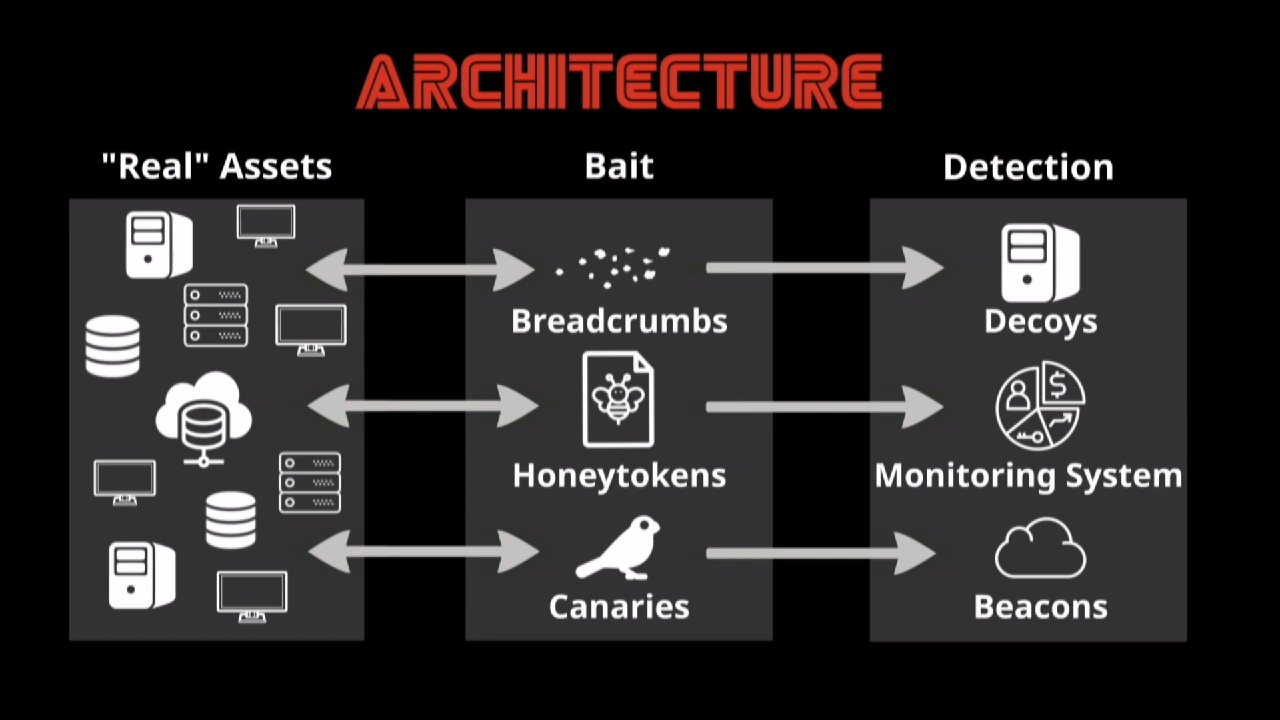 ARCHITECTURE
"Real" Assets
Bait
Detection
Breadcrumbs
Decoys
Honeytokens
Monitoring System
Canaries
Beacons